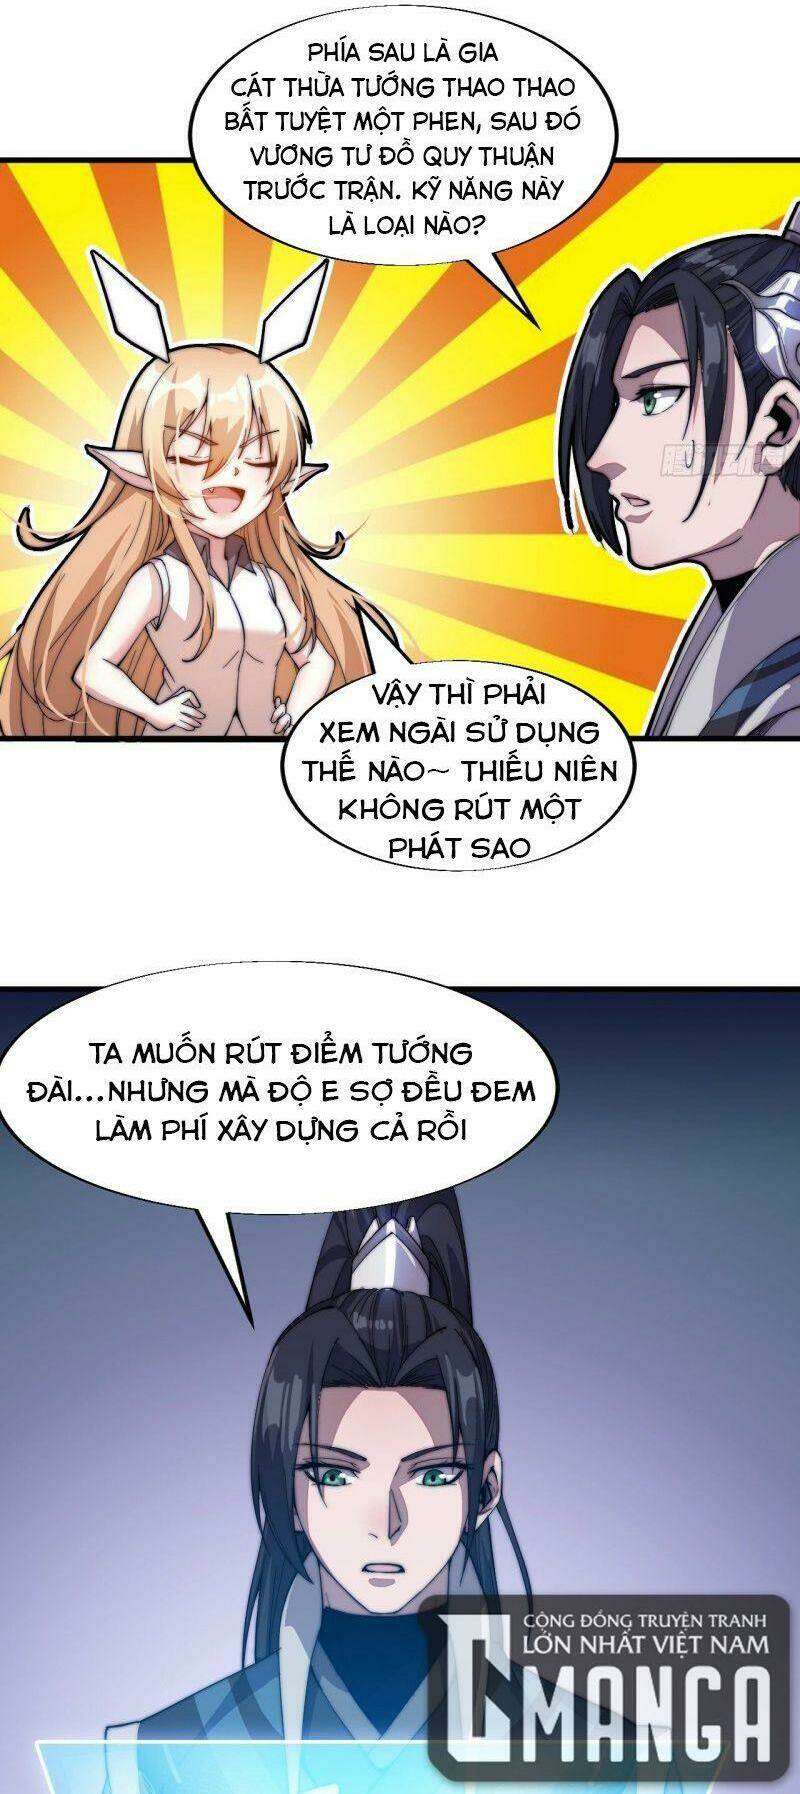 PHÍA SAU LÀ GIA
CÁT THỪA TƯỚNG THAO THAO
BẤT TUYỆT MỘT PHEN, SAU ĐÓ
VƯƠNG TƯ ĐỒ QUY THUẬN
TRƯỚC TRẬN. KỸ NĂNG NÀY
LÀ LOẠI NÀO?
VẬY THÌ PHẢI
XEM NGÀI SỬ DỤNG
THẾ NÀO~ THIẾU NIÊN
KHÔNG RÚT MỘT
PHÁT SAO
TA MUỐN RÚT ĐIỂM TƯỚNG
ĐÀI...NHƯNG MÀ ĐỘ E SỢ ĐỀU ĐEM
LÀM PHÍ XÂY DỰNG CẢ RỒI
CỘNG ĐỒNG TRUYỆN TRANH
LỚN NHẤT VIỆT NAM
MANGA